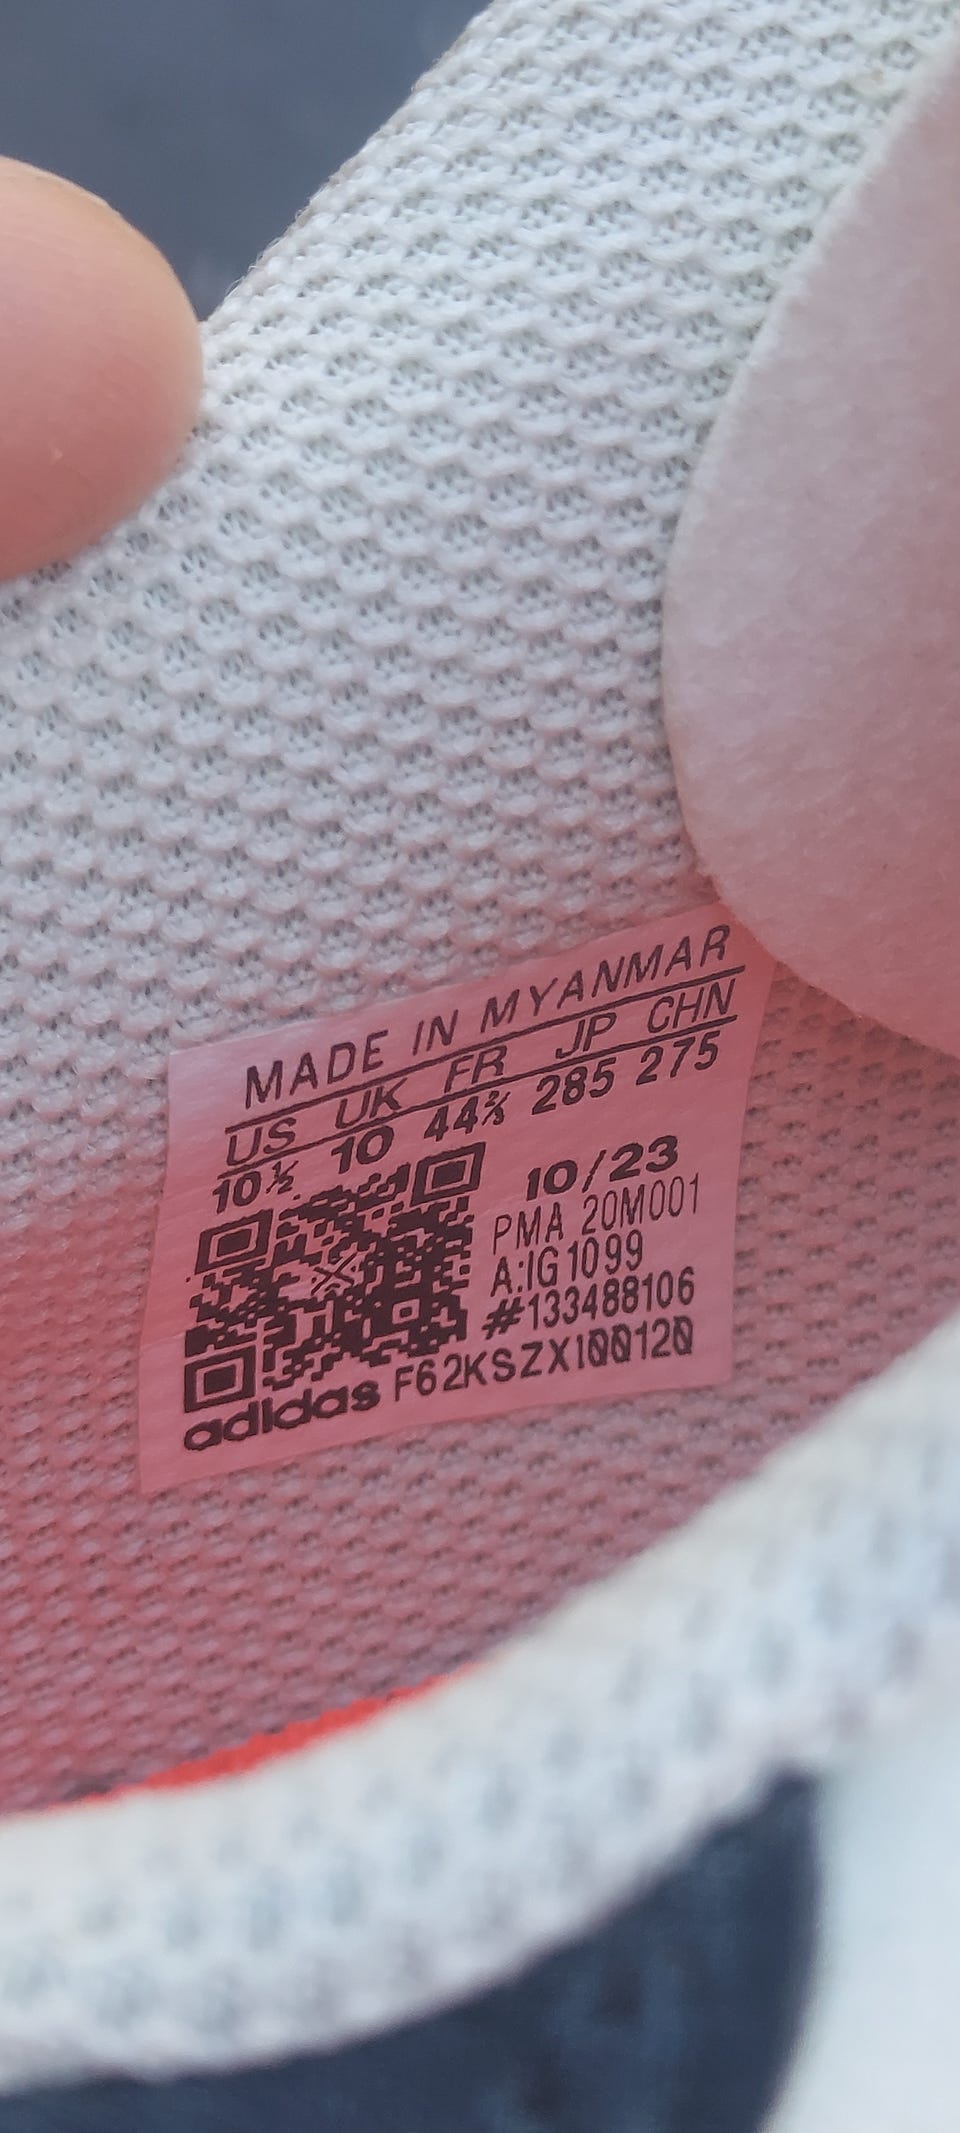 MADE IN MYANMAR
US UK FR JP CHN
10½ 10 44⅔ 285 275
10/23
PMA 20M001
A:IG1099
#133488106
adidas F62KSZX100120